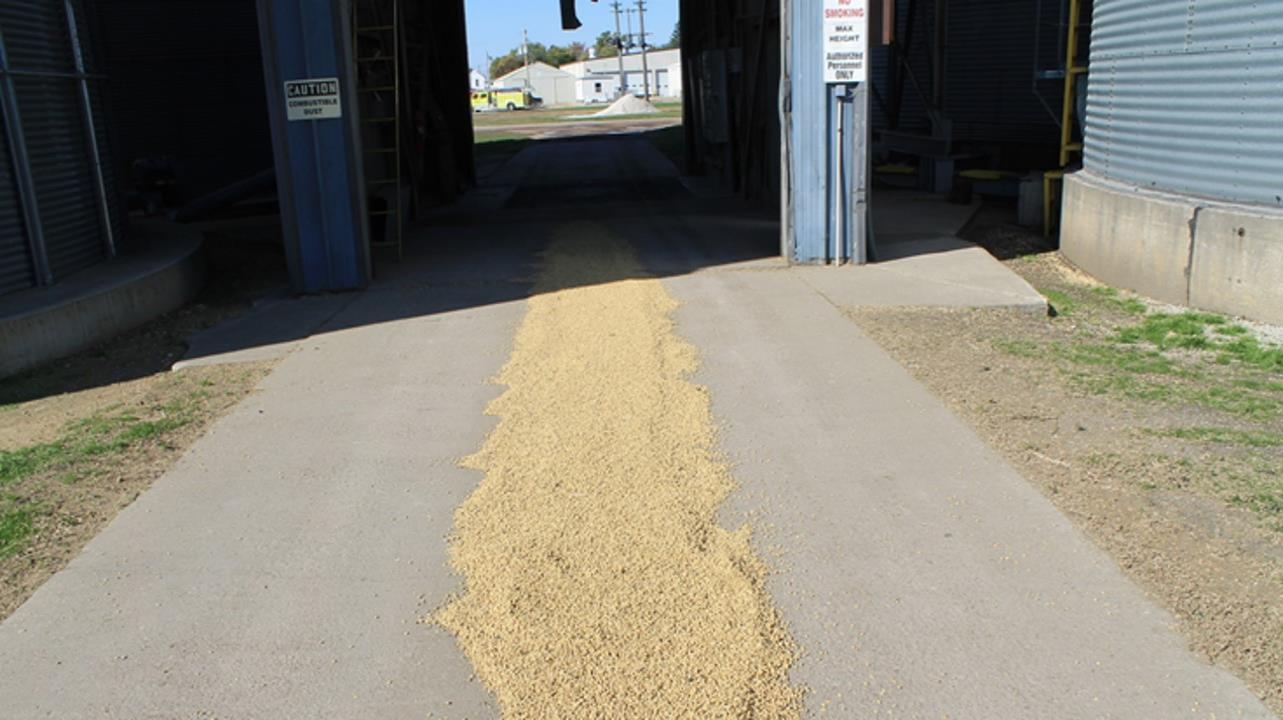 CAUTION
COMBUSTIBLE
DUST
NO
SMOKING
MAX
HEIGHT
Authorized
Personnel
ONLY